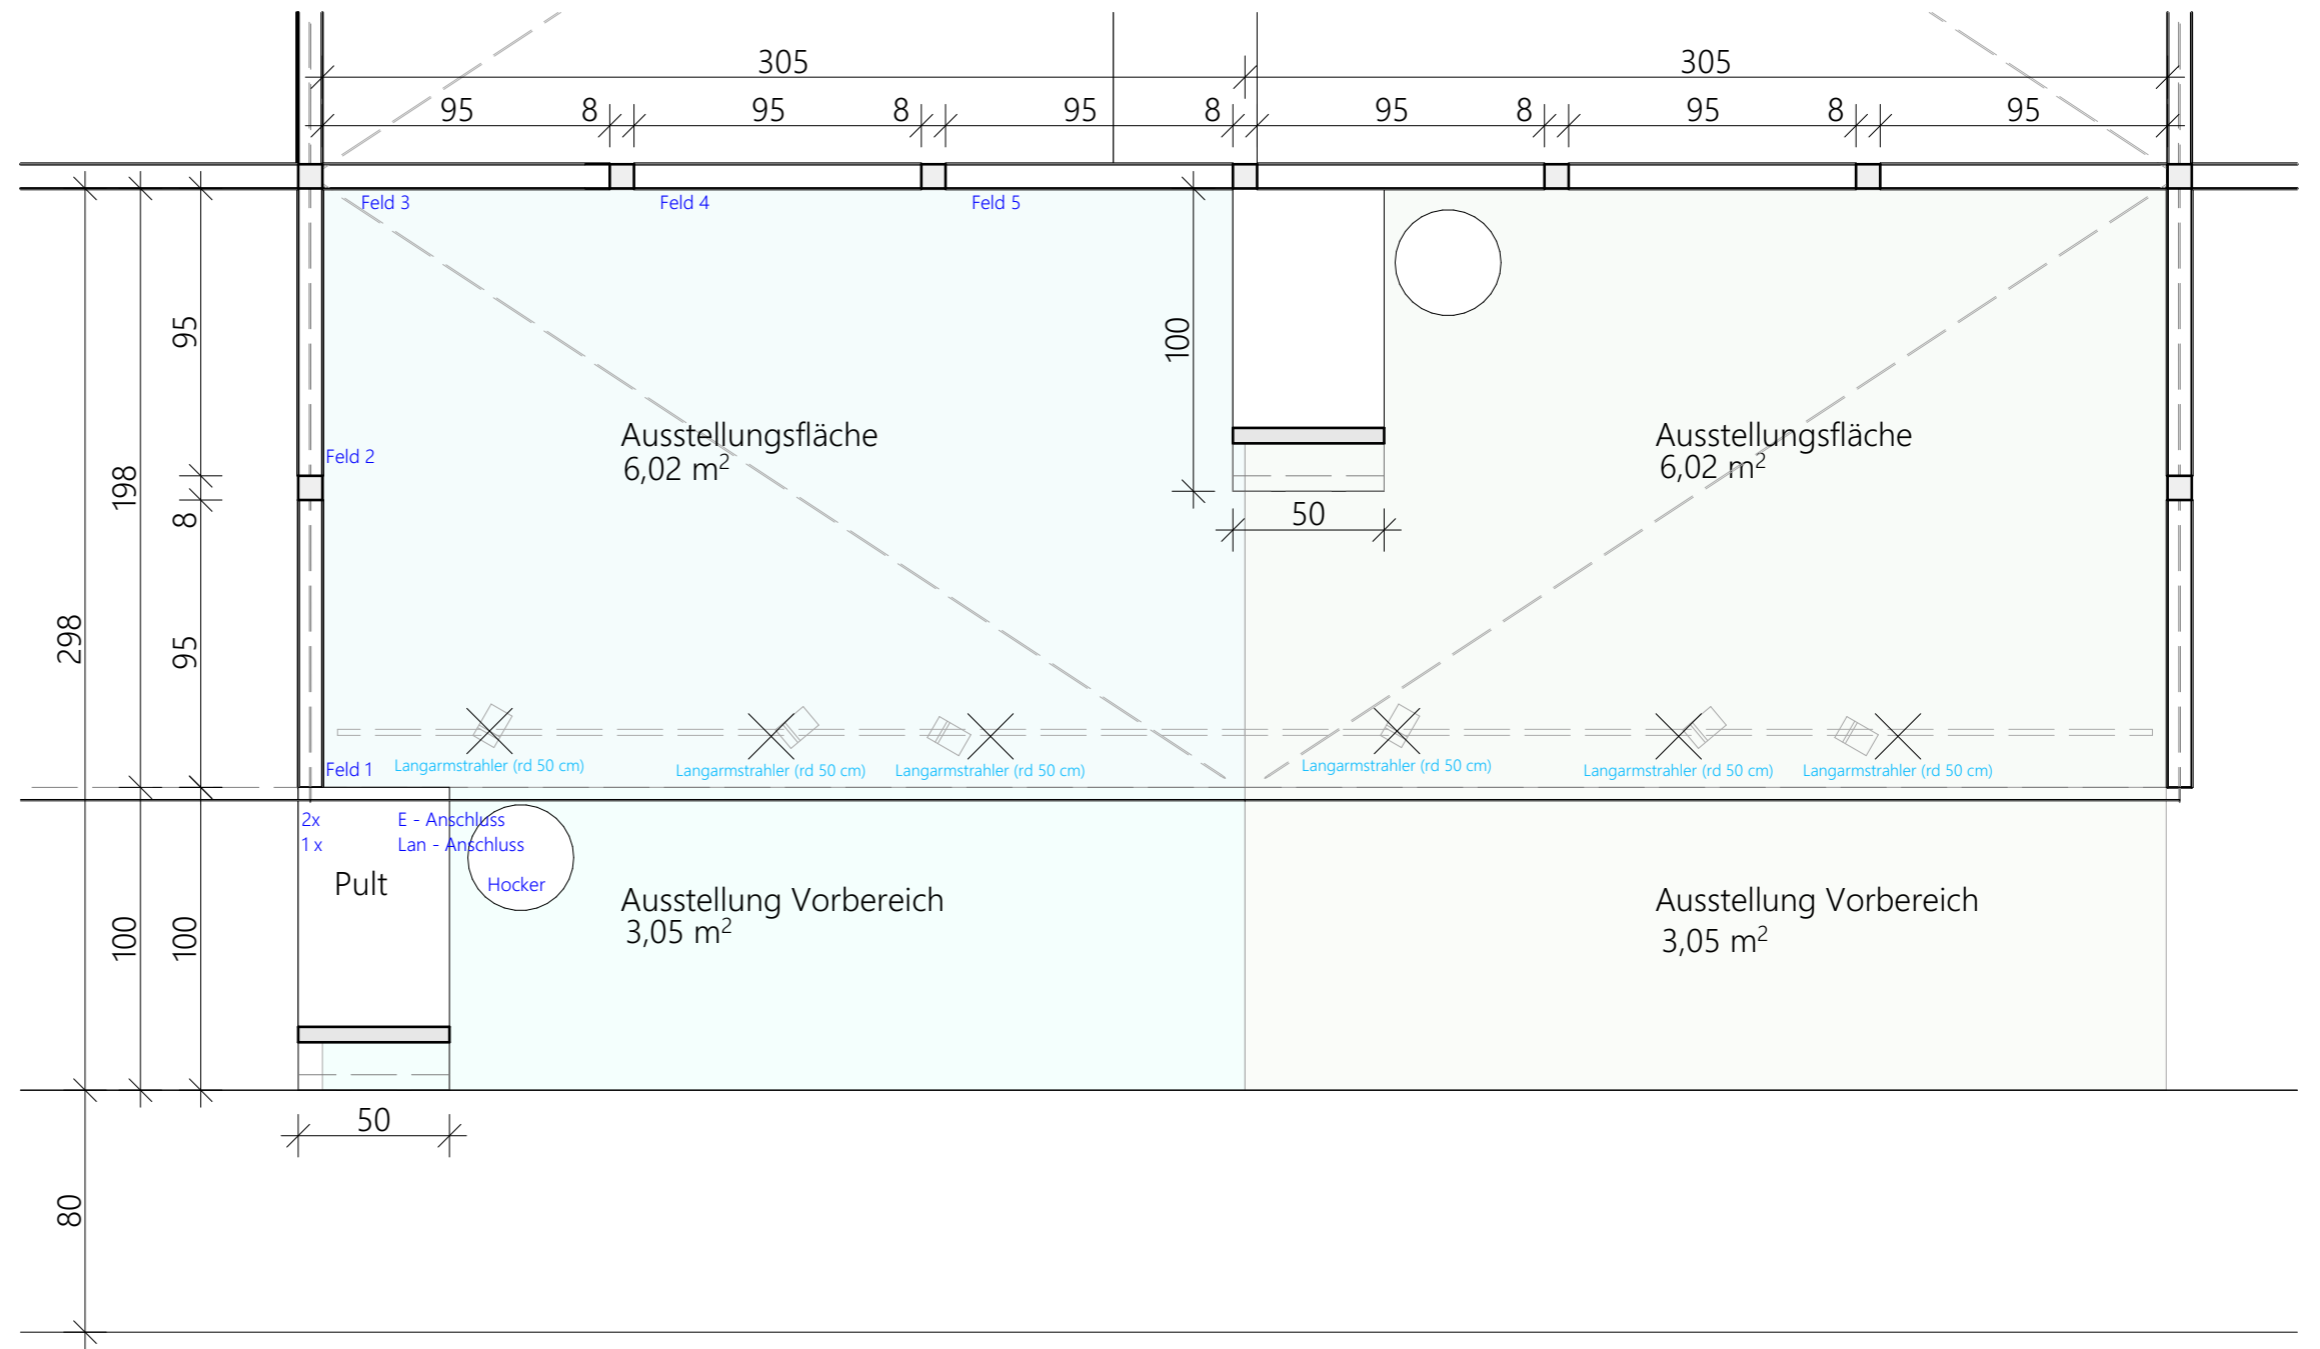 305 305
95 8 95 8 95 8 95 8 95 8 95
Feld 3 Feld 4 Feld 5
95
100
Ausstellungsfläche
6,02 m²
Ausstellungsfläche
6,02 m²
Feld 2
198
8
50
298
95
Feld 1
Langarmstrahler (rd 50 cm)
Langarmstrahler (rd 50 cm)
Langarmstrahler (rd 50 cm)
Langarmstrahler (rd 50 cm)
Langarmstrahler (rd 50 cm)
Langarmstrahler (rd 50 cm)
2x E - Anschluss
1 x Lan - Anschluss
Pult
Hocker
Ausstellung Vorbereich
3,05 m²
Ausstellung Vorbereich
3,05 m²
100
100
50
80